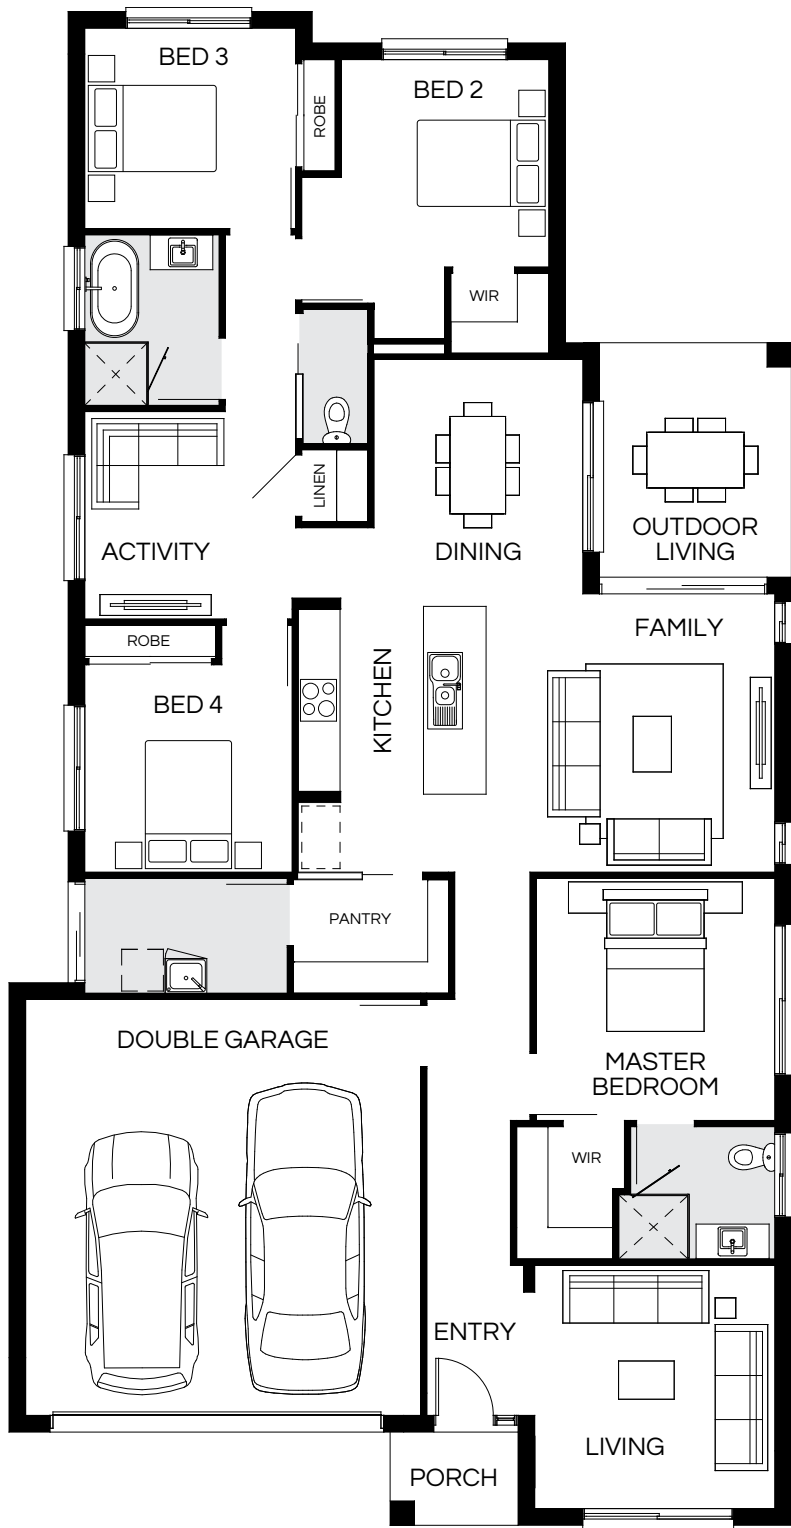 BED 3
BED 2
ROBE
WIR
LINEN
ACTIVITY
DINING
OUTDOOR
LIVING
FAMILY
ROBE
BED 4
KITCHEN
PANTRY
DOUBLE GARAGE
MASTER
BEDROOM
WIR
ENTRY
LIVING
PORCH